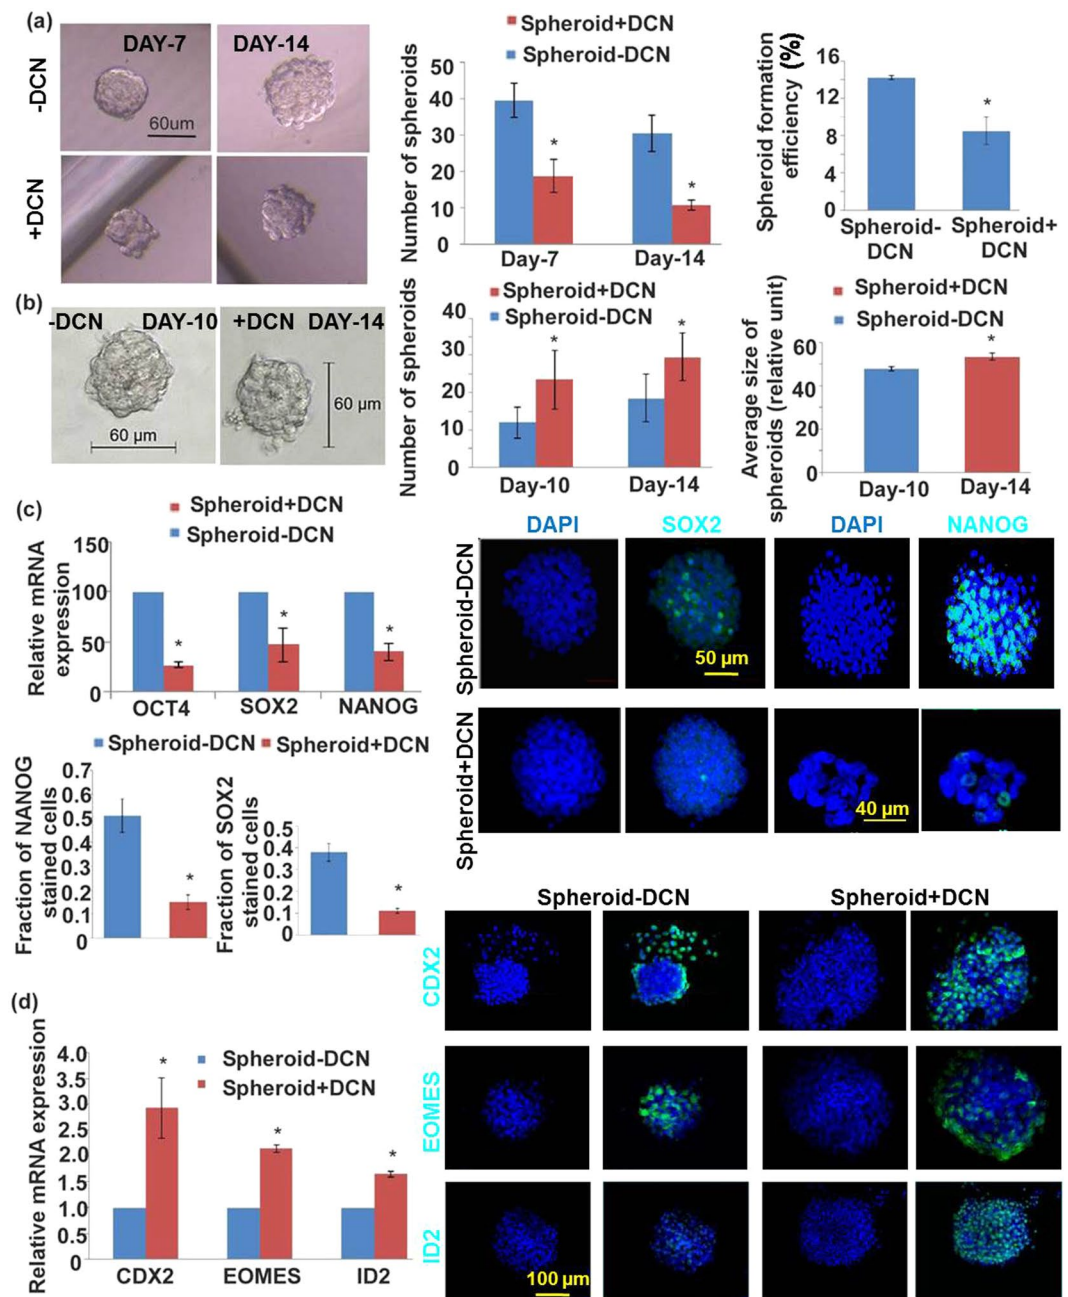 (a)
DAY-7
DAY-14
-DCN
60um
+DCN
Spheroid+DCN
Spheroid-DCN
Number of spheroids
50
40
30
20
10
0
*
*
Day-7
Day-14
Spheroid formation
efficiency (%)
16
12
8
4
0
*
Spheroid-
DCN
Spheroid+
DCN
(b)
-DCN
DAY-10
+DCN
DAY-14
60 µm
60 µm
Spheroid+DCN
Spheroid-DCN
Number of spheroids
40
30
20
10
0
*
*
Day-10
Day-14
Spheroid+DCN
Spheroid-DCN
Average size of
spheroids (relative unit)
60
40
20
0
*
Day-10
Day-14
(c)
Spheroid+DCN
Spheroid-DCN
Relative mRNA
expression
150
100
50
0
*
*
*
OCT4
SOX2
NANOG
Spheroid-DCN
Spheroid+DCN
Fraction of NANOG
stained cells
0.7
0.6
0.5
0.4
0.3
0.2
0.1
0
*
Fraction of SOX2
stained cells
0.5
0.4
0.3
0.2
0.1
0
*
DAPI
SOX2
DAPI
NANOG
Spheroid-DCN
50 µm
Spheroid+DCN
40 µm
(d)
Relative mRNA expression
4.0
3.5
3.0
2.5
2.0
1.5
1.0
0.5
0
Spheroid-DCN
Spheroid+DCN
*
*
*
CDX2
EOMES
ID2
Spheroid-DCN
Spheroid+DCN
CDX2
EOMES
ID2
100 µm